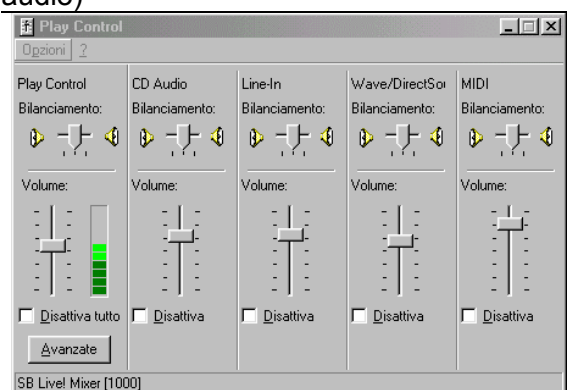 audio)
Play Control
Opzioni ?
Play Control CD Audio Line-In Wave/DirectSou MIDI
Bilanciamento: Bilanciamento: Bilanciamento: Bilanciamento: Bilanciamento:
Volume: Volume: Volume: Volume: Volume:
Disattiva tutto Disattiva Disattiva Disattiva Disattiva
Avanzate
SB Live! Mixer [1000]